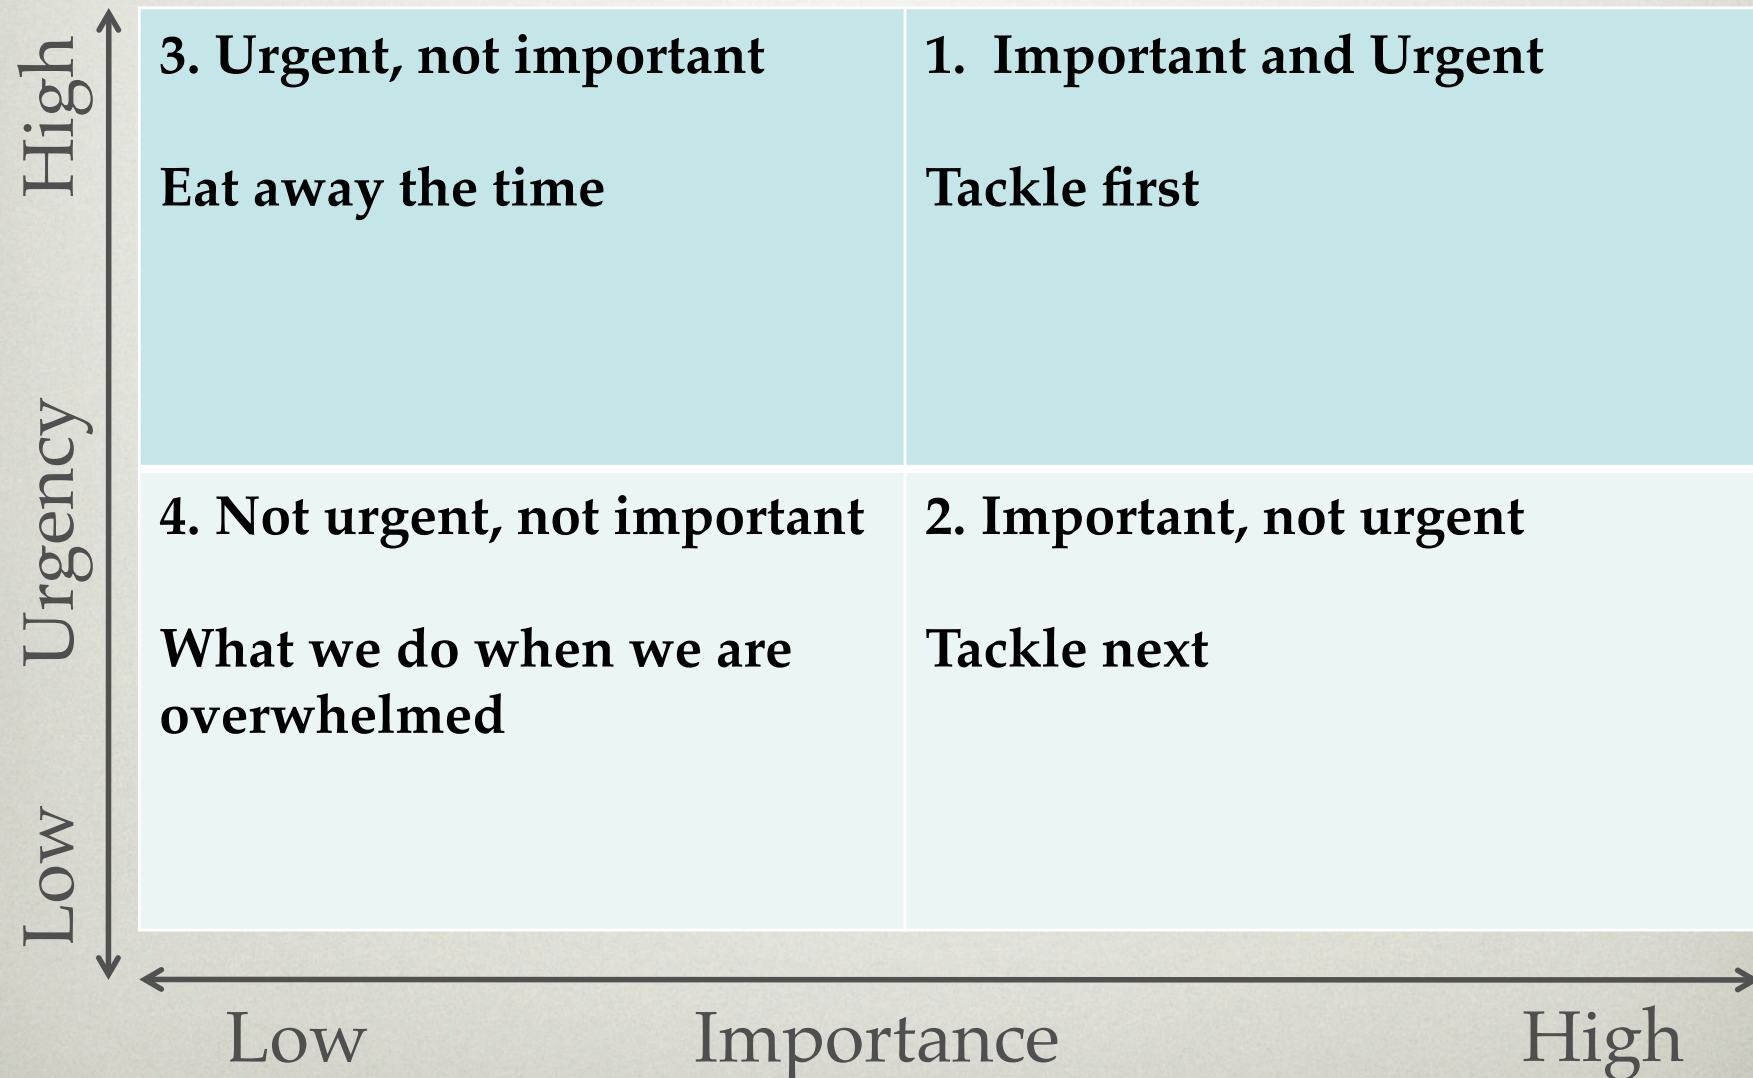 High
3. Urgent, not important
Eat away the time
1. Important and Urgent
Tackle first
Urgency
4. Not urgent, not important
What we do when we are
overwhelmed
2. Important, not urgent
Tackle next
Low
Low
Importance
High